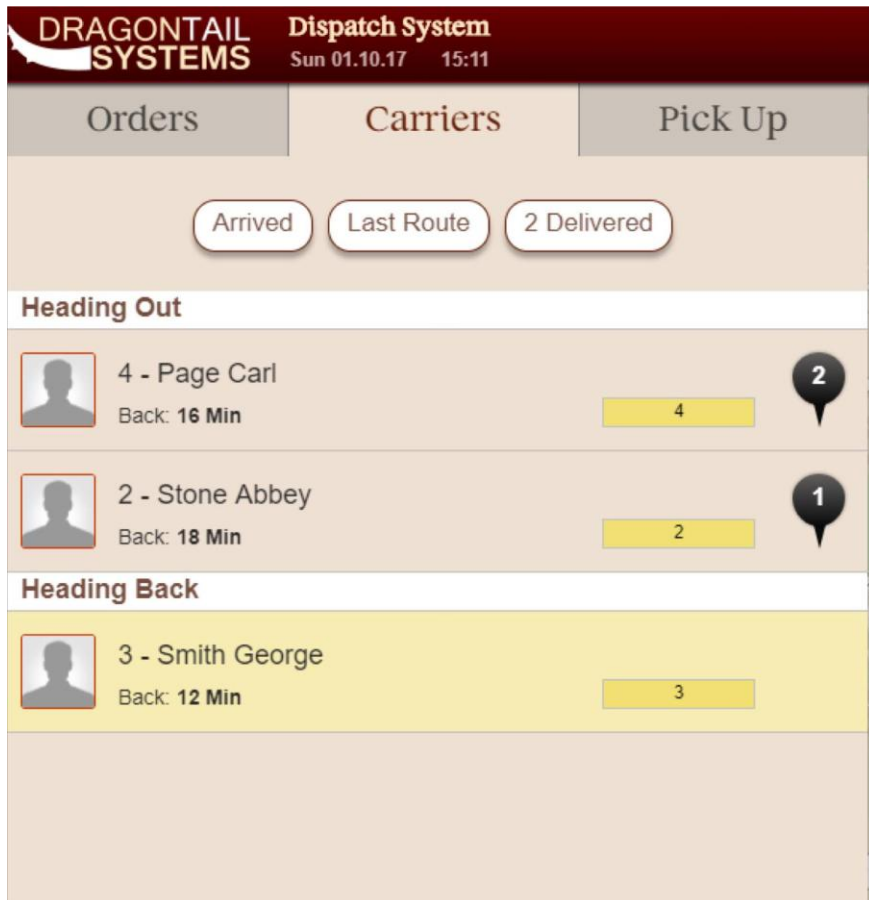 DRAGONTAIL
SYSTEMS
Dispatch System
Sun 01.10.17 15:11
Orders Carriers Pick Up
Arrived Last Route 2 Delivered
Heading Out
4 - Page Carl
Back: 16 Min
4
2
2 - Stone Abbey
Back: 18 Min
2
1
Heading Back
3 - Smith George
Back: 12 Min
3